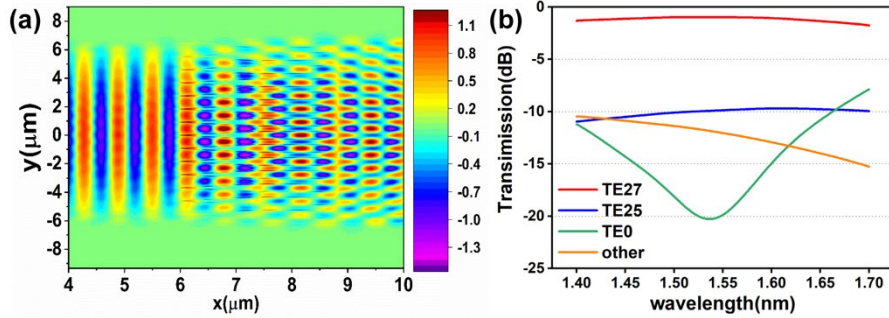 (a)
y(μm)
8
6
4
2
0
-2
-4
-6
-8
4 5 6 7 8 9 10
x(μm)
1.1
0.8
0.5
0.2
-0.1
-0.4
-0.7
-1.0
-1.3
(b)
Transimission(dB)
0
-5
-10
-15
-20
-25
TE27
TE25
TE0
other
1.40 1.45 1.50 1.55 1.60 1.65 1.70
wavelength(nm)